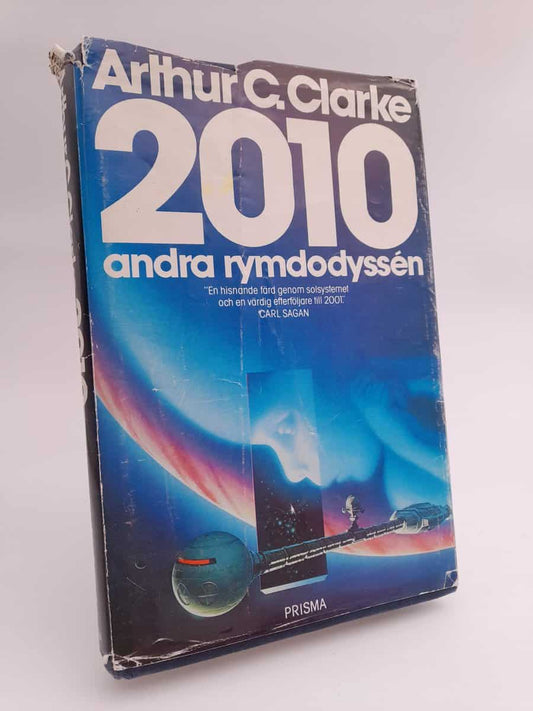 Arthur C. Clarke
2010
andra rymdodyssén
"En hisnande färd genom solsystemet
och en värdig efterföljare till 2001."
CARL SAGAN
PRISMA